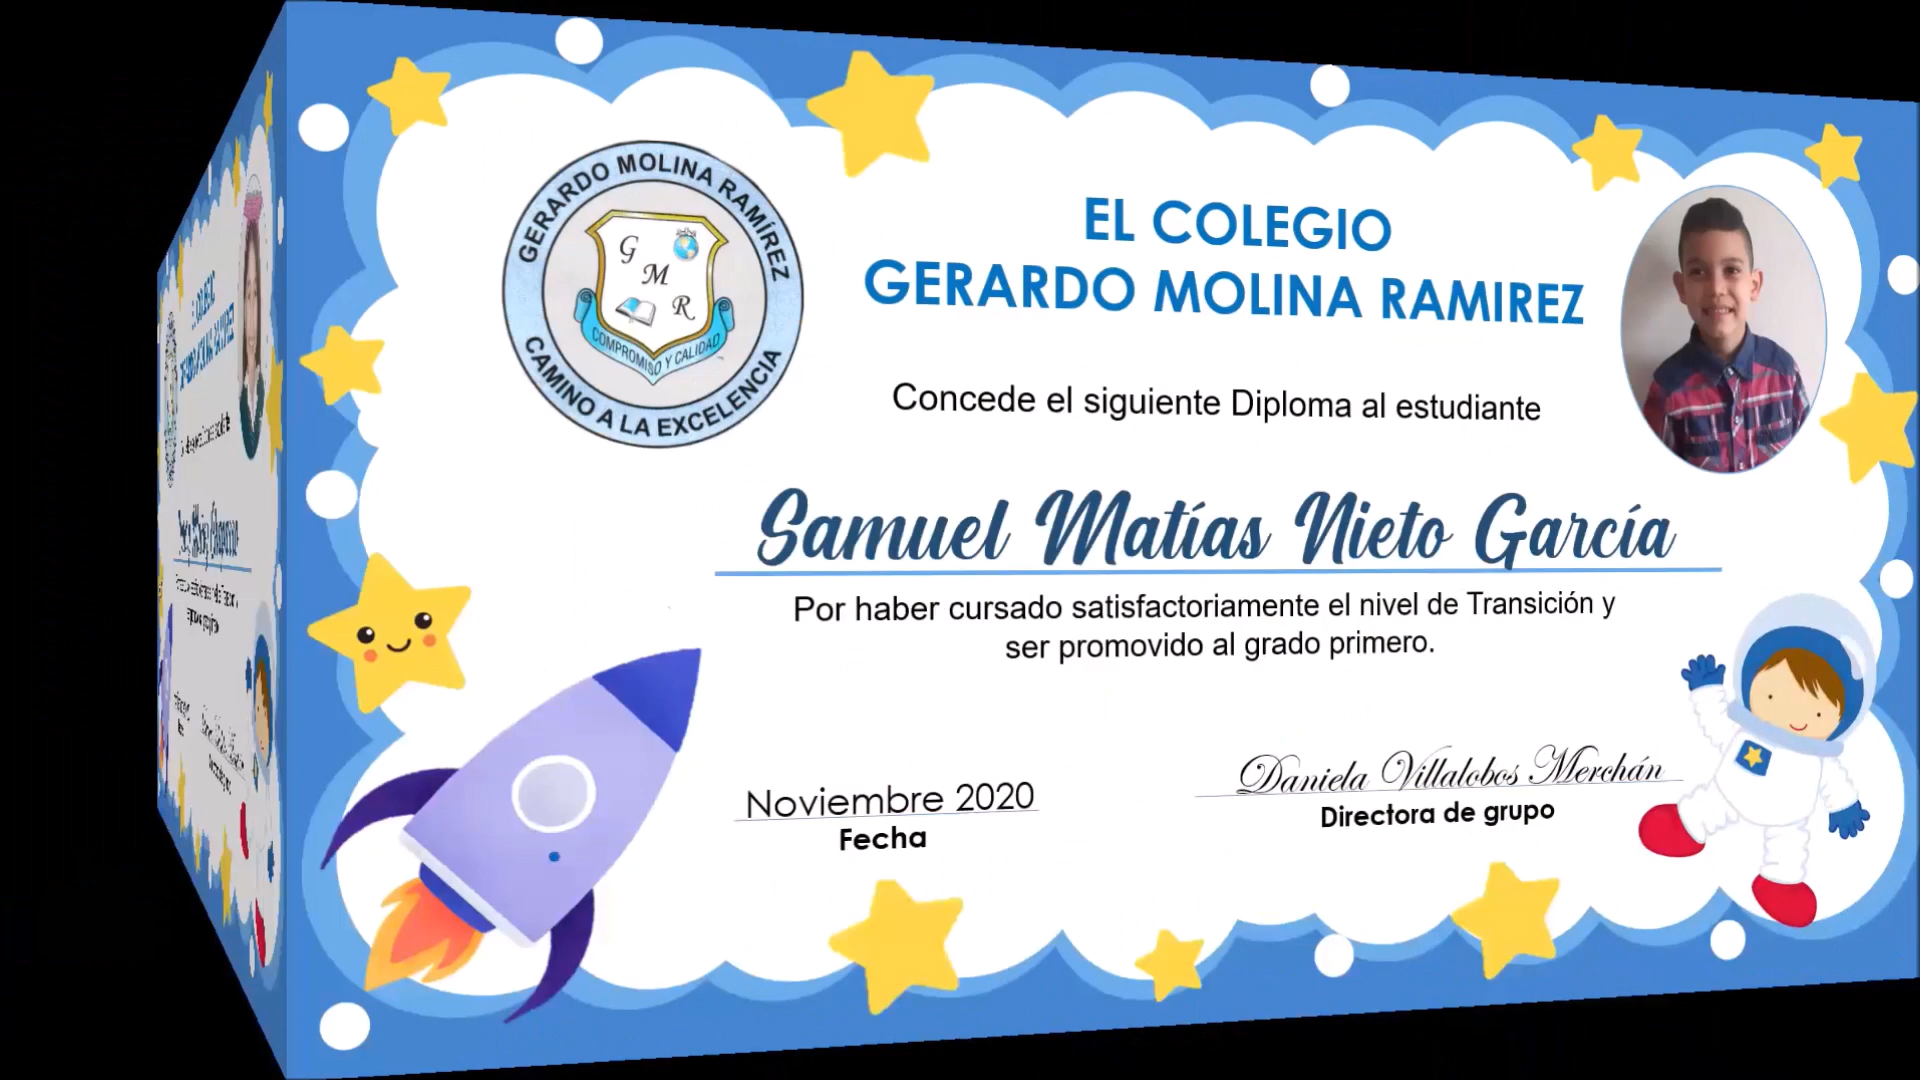 GERARDO MOLINA RAMÍREZ
G
M
R
COMPROMISO Y CALIDAD
CAMINO A LA EXCELENCIA
EL COLEGIO
GERARDO MOLINA RAMIREZ
Concede el siguiente Diploma al estudiante
Samuel Matías Nieto García
Por haber cursado satisfactoriamente el nivel de Transición y
ser promovido al grado primero.
Noviembre 2020
Fecha
Daniela Villalobos Merchán
Directora de grupo